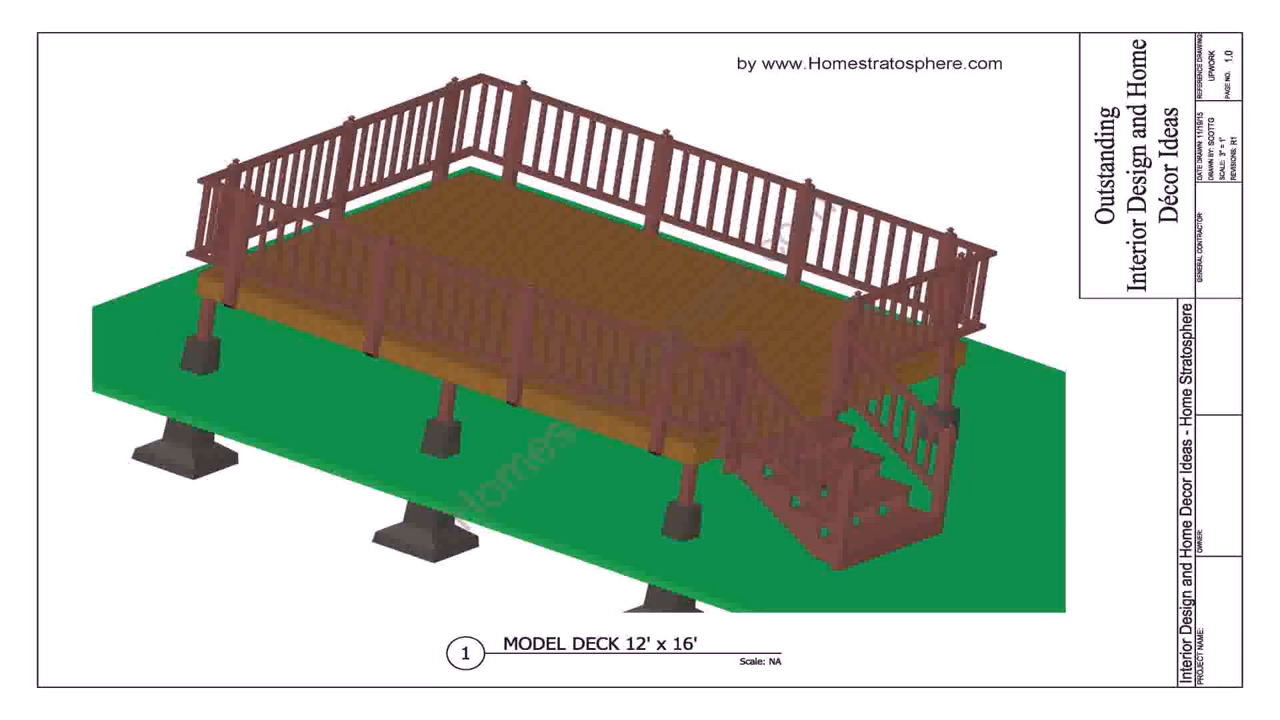 by www.Homestratosphere.com
Outstanding
Interior Design and Home
Décor Ideas
REFERENCE DRAWING:
UPWORK
PAGE NO. 1.0
DATE DRAWN: 11/19/15
DRAWN BY: SCOTTG
SCALE: 3" = 1'
REVISIONS: R1
GENERAL CONTRACTOR:
OWNER:
Interior Design and Home Decor Ideas - Home Stratosphere
PROJECT NAME:
1
MODEL DECK 12' x 16'
Scale: NA